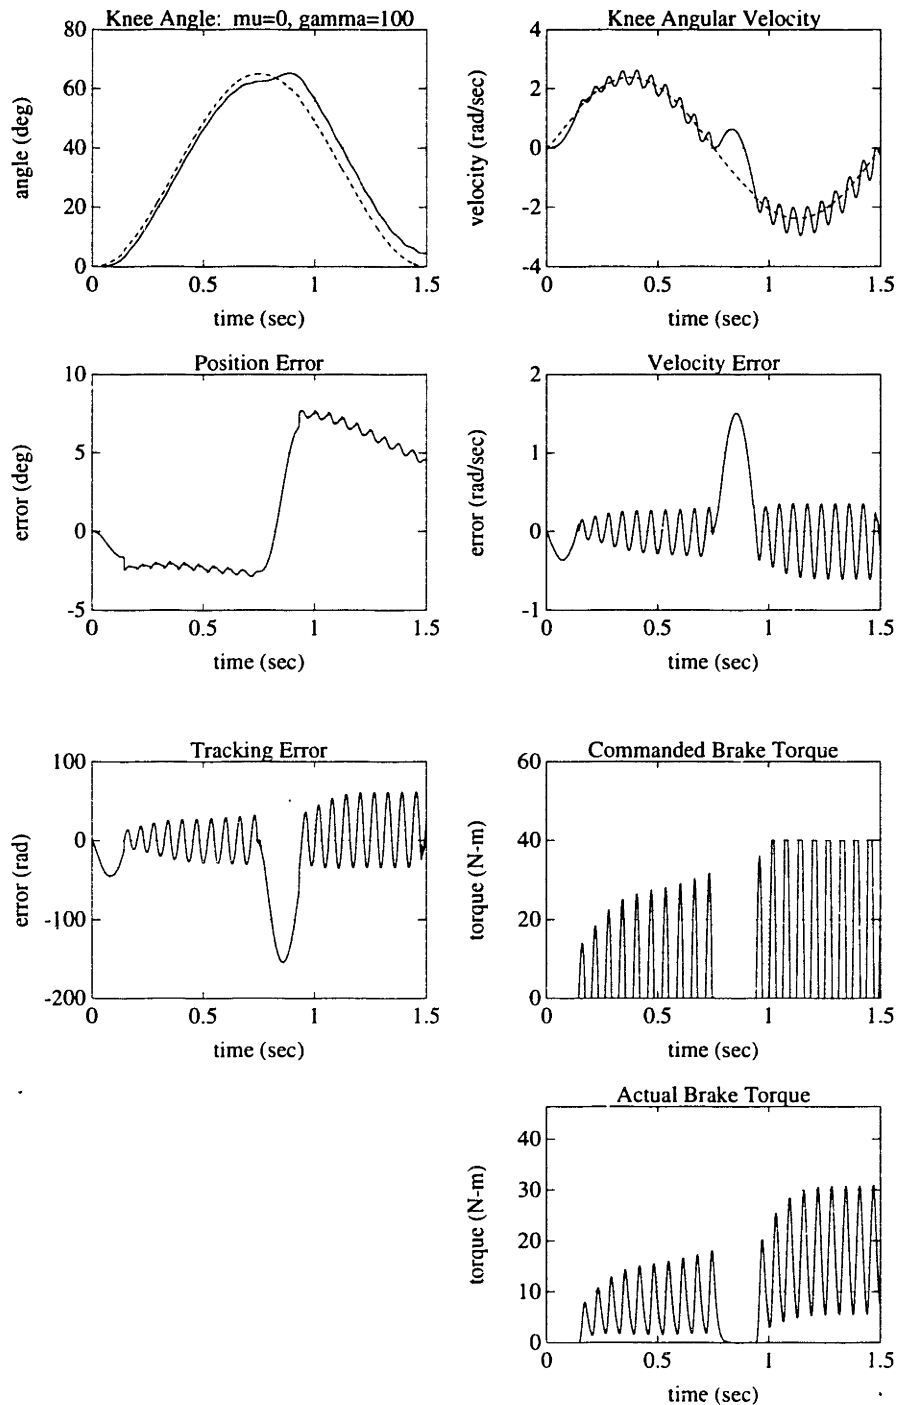 Knee Angle: mu=0, gamma=100
80
60
40
20
0
angle (deg)
0 0.5 1 1.5
time (sec)
Knee Angular Velocity
4
2
0
-2
-4
velocity (rad/sec)
0 0.5 1 1.5
time (sec)
Position Error
10
5
0
-5
error (deg)
0 0.5 1 1.5
time (sec)
Velocity Error
2
1
0
-1
error (rad/sec)
0 0.5 1 1.5
time (sec)
Tracking Error
100
0
-100
-200
error (rad)
0 0.5 1 1.5
time (sec)
Commanded Brake Torque
60
40
20
0
torque (N-m)
0 0.5 1 1.5
time (sec)
Actual Brake Torque
40
30
20
10
0
torque (N-m)
0 0.5 1 1.5
time (sec)